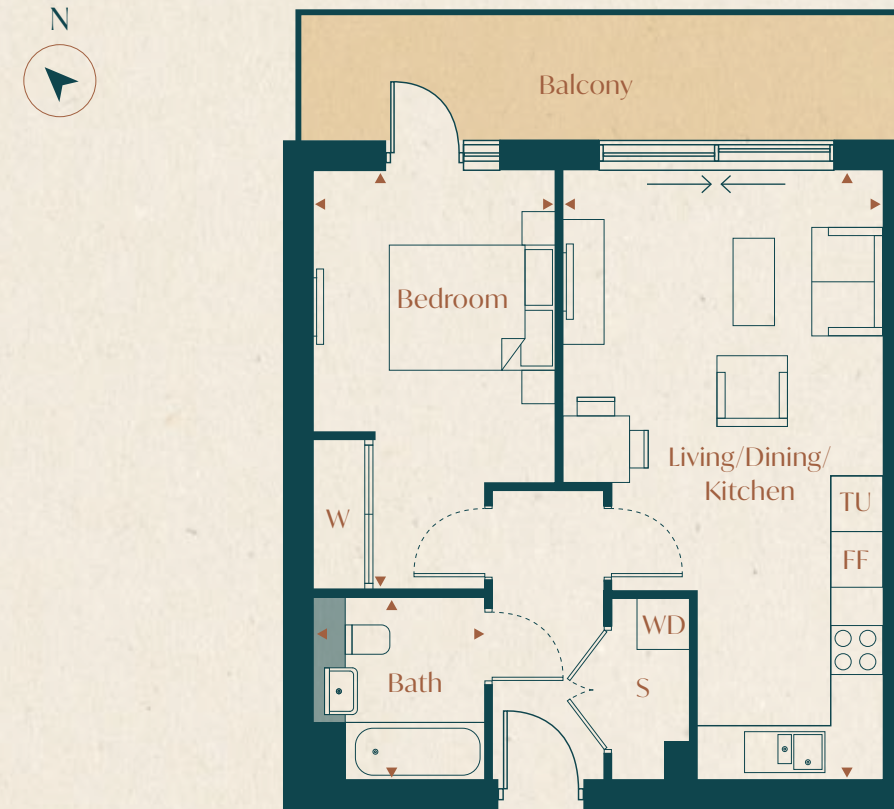 N
Balcony
Bedroom
Living/Dining/
Kitchen
W
TU
FF
WD
Bath
S